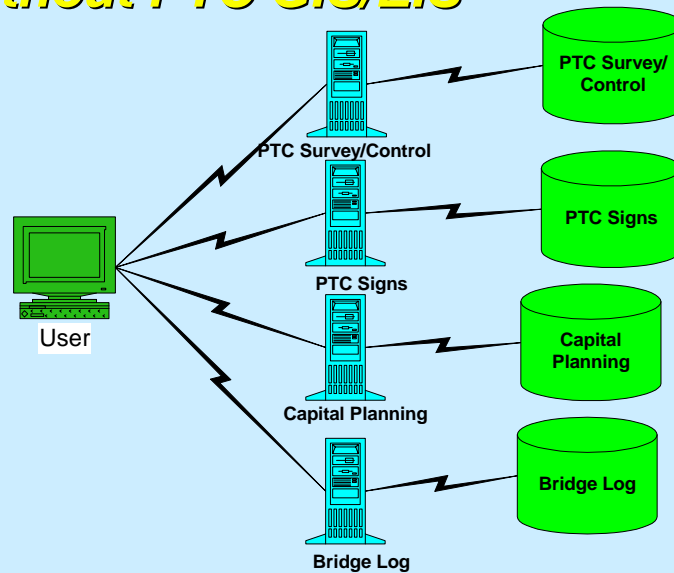 PTC Survey/
Control
PTC Survey/Control
PTC Signs
PTC Signs
User
Capital
Planning
Capital Planning
Bridge Log
Bridge Log